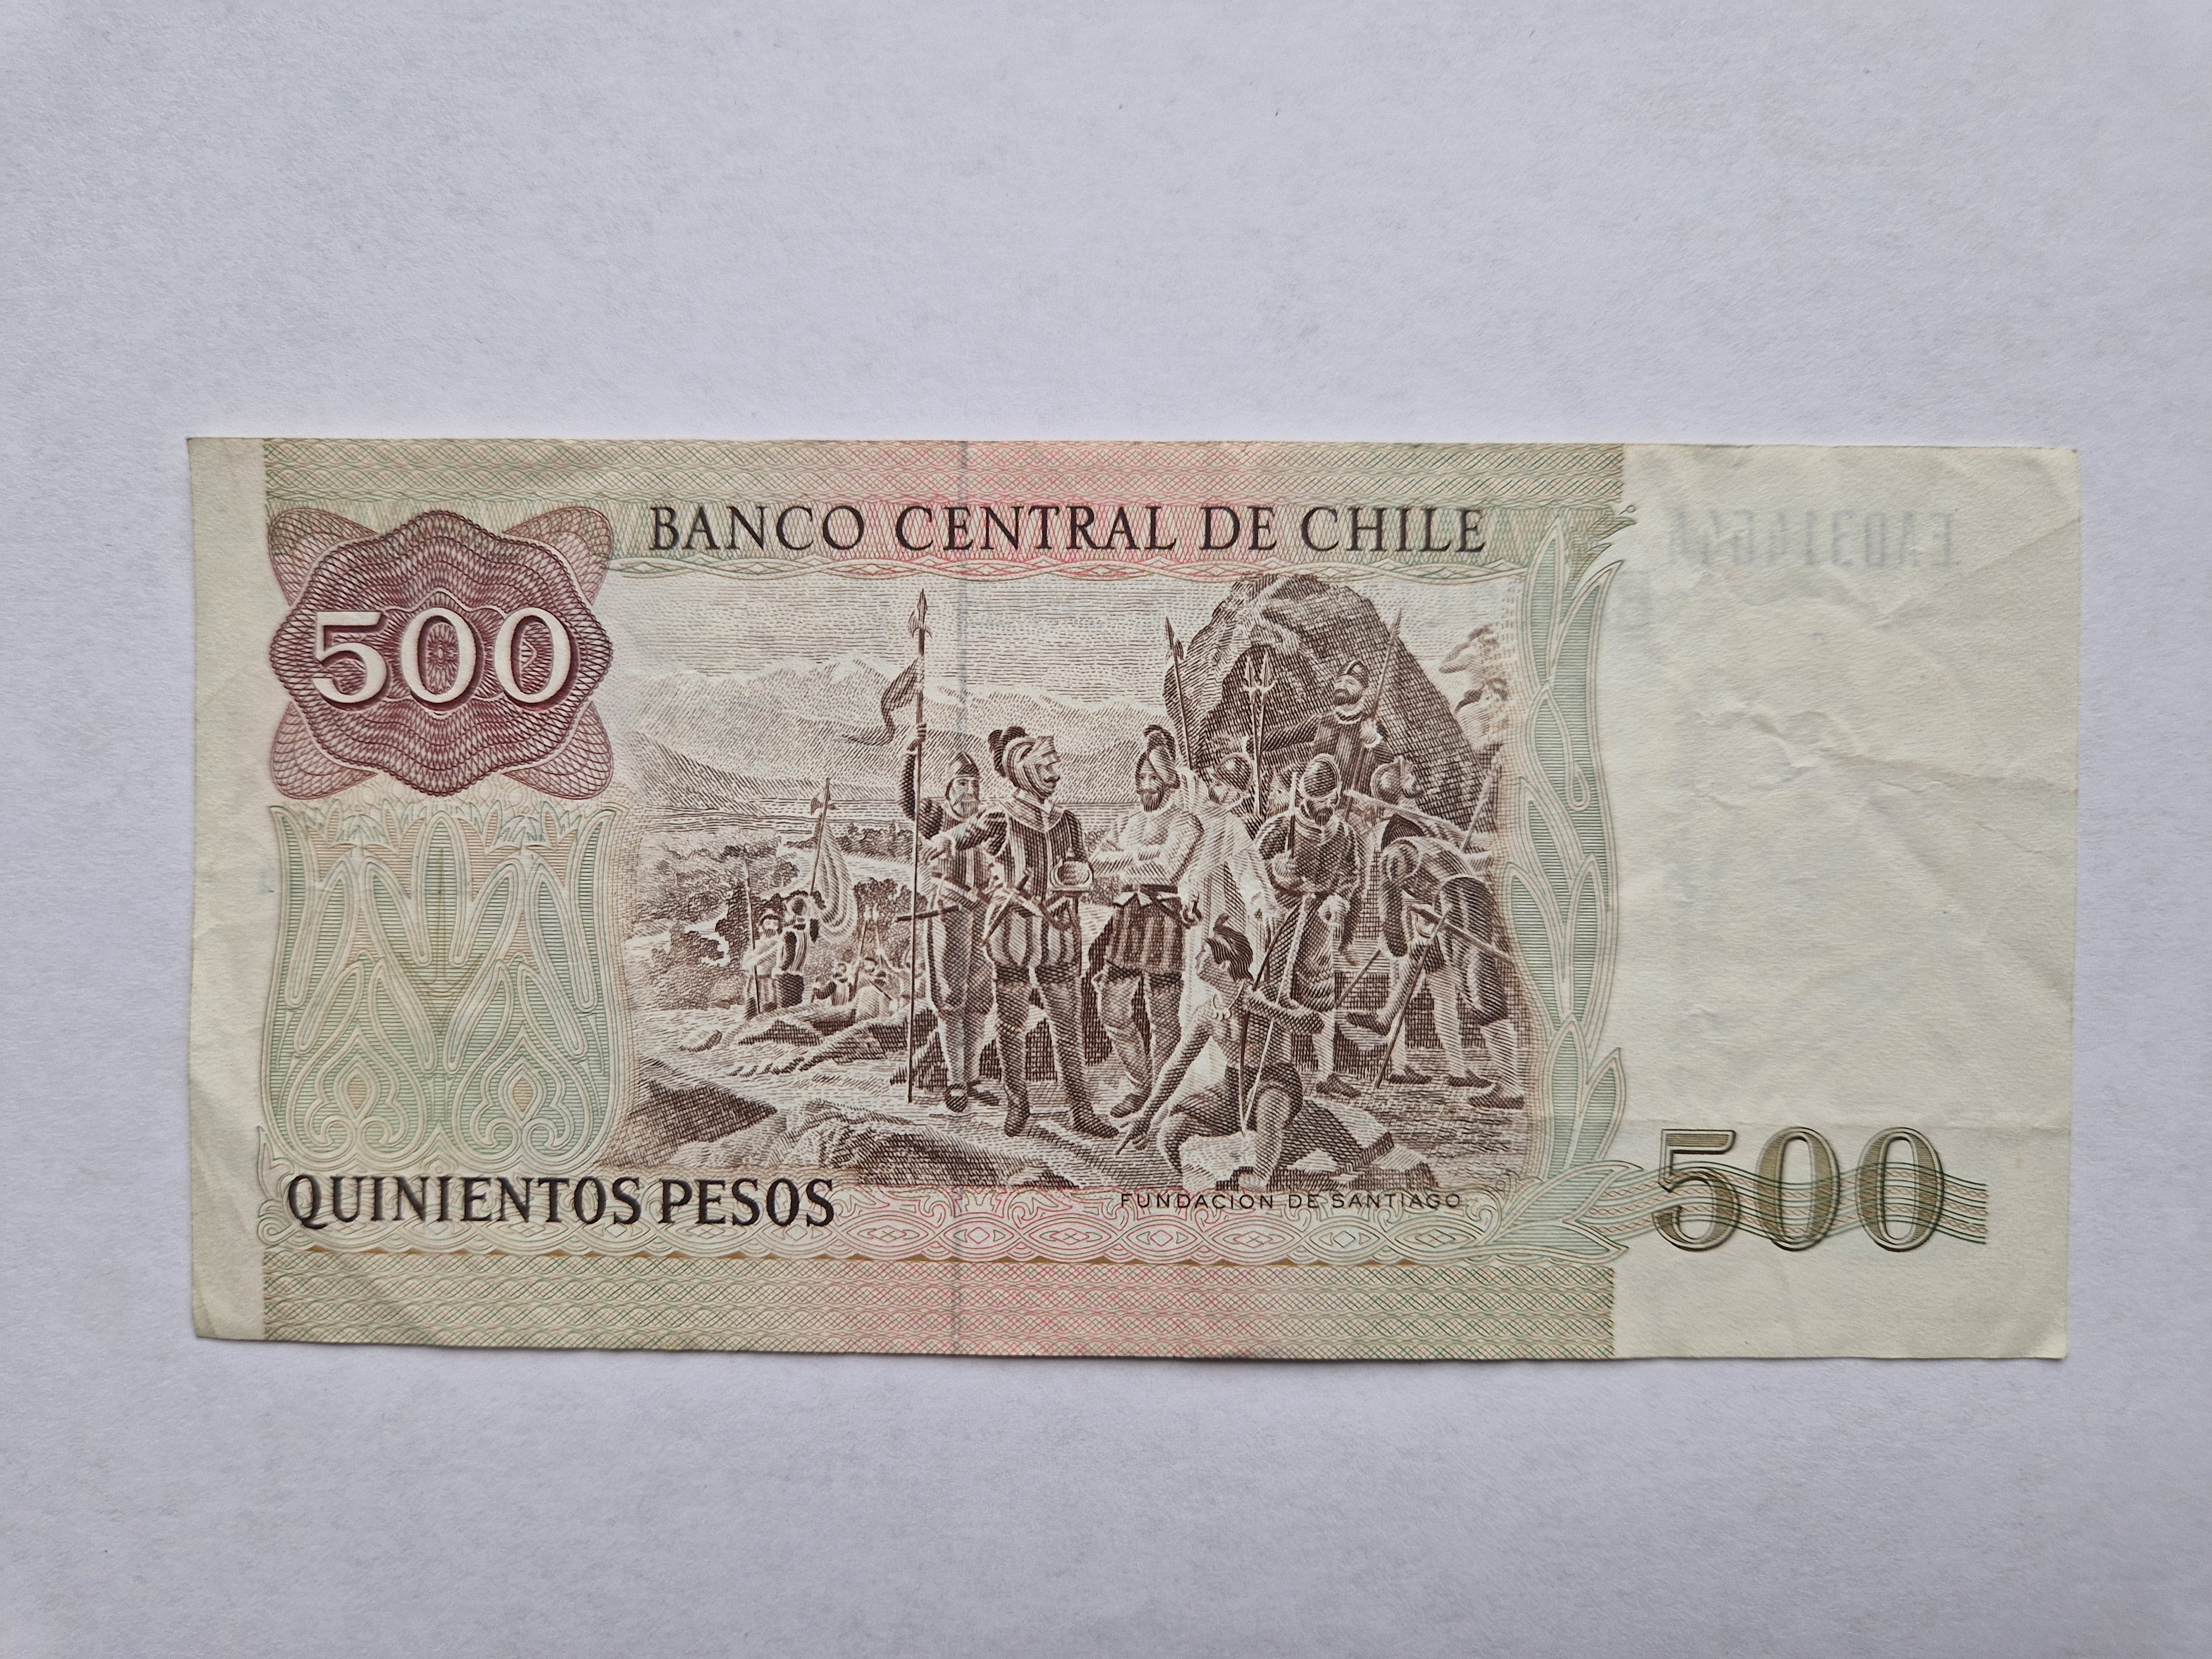 BANCO CENTRAL DE CHILE
500
QUINIENTOS PESOS
FUNDACION DE SANTIAGO
500